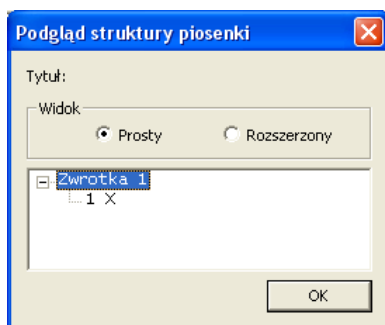 Podgląd struktury piosenki
Tytuł:
Widok
Prosty Rozszerzony
Zwrotka 1
1 X
OK